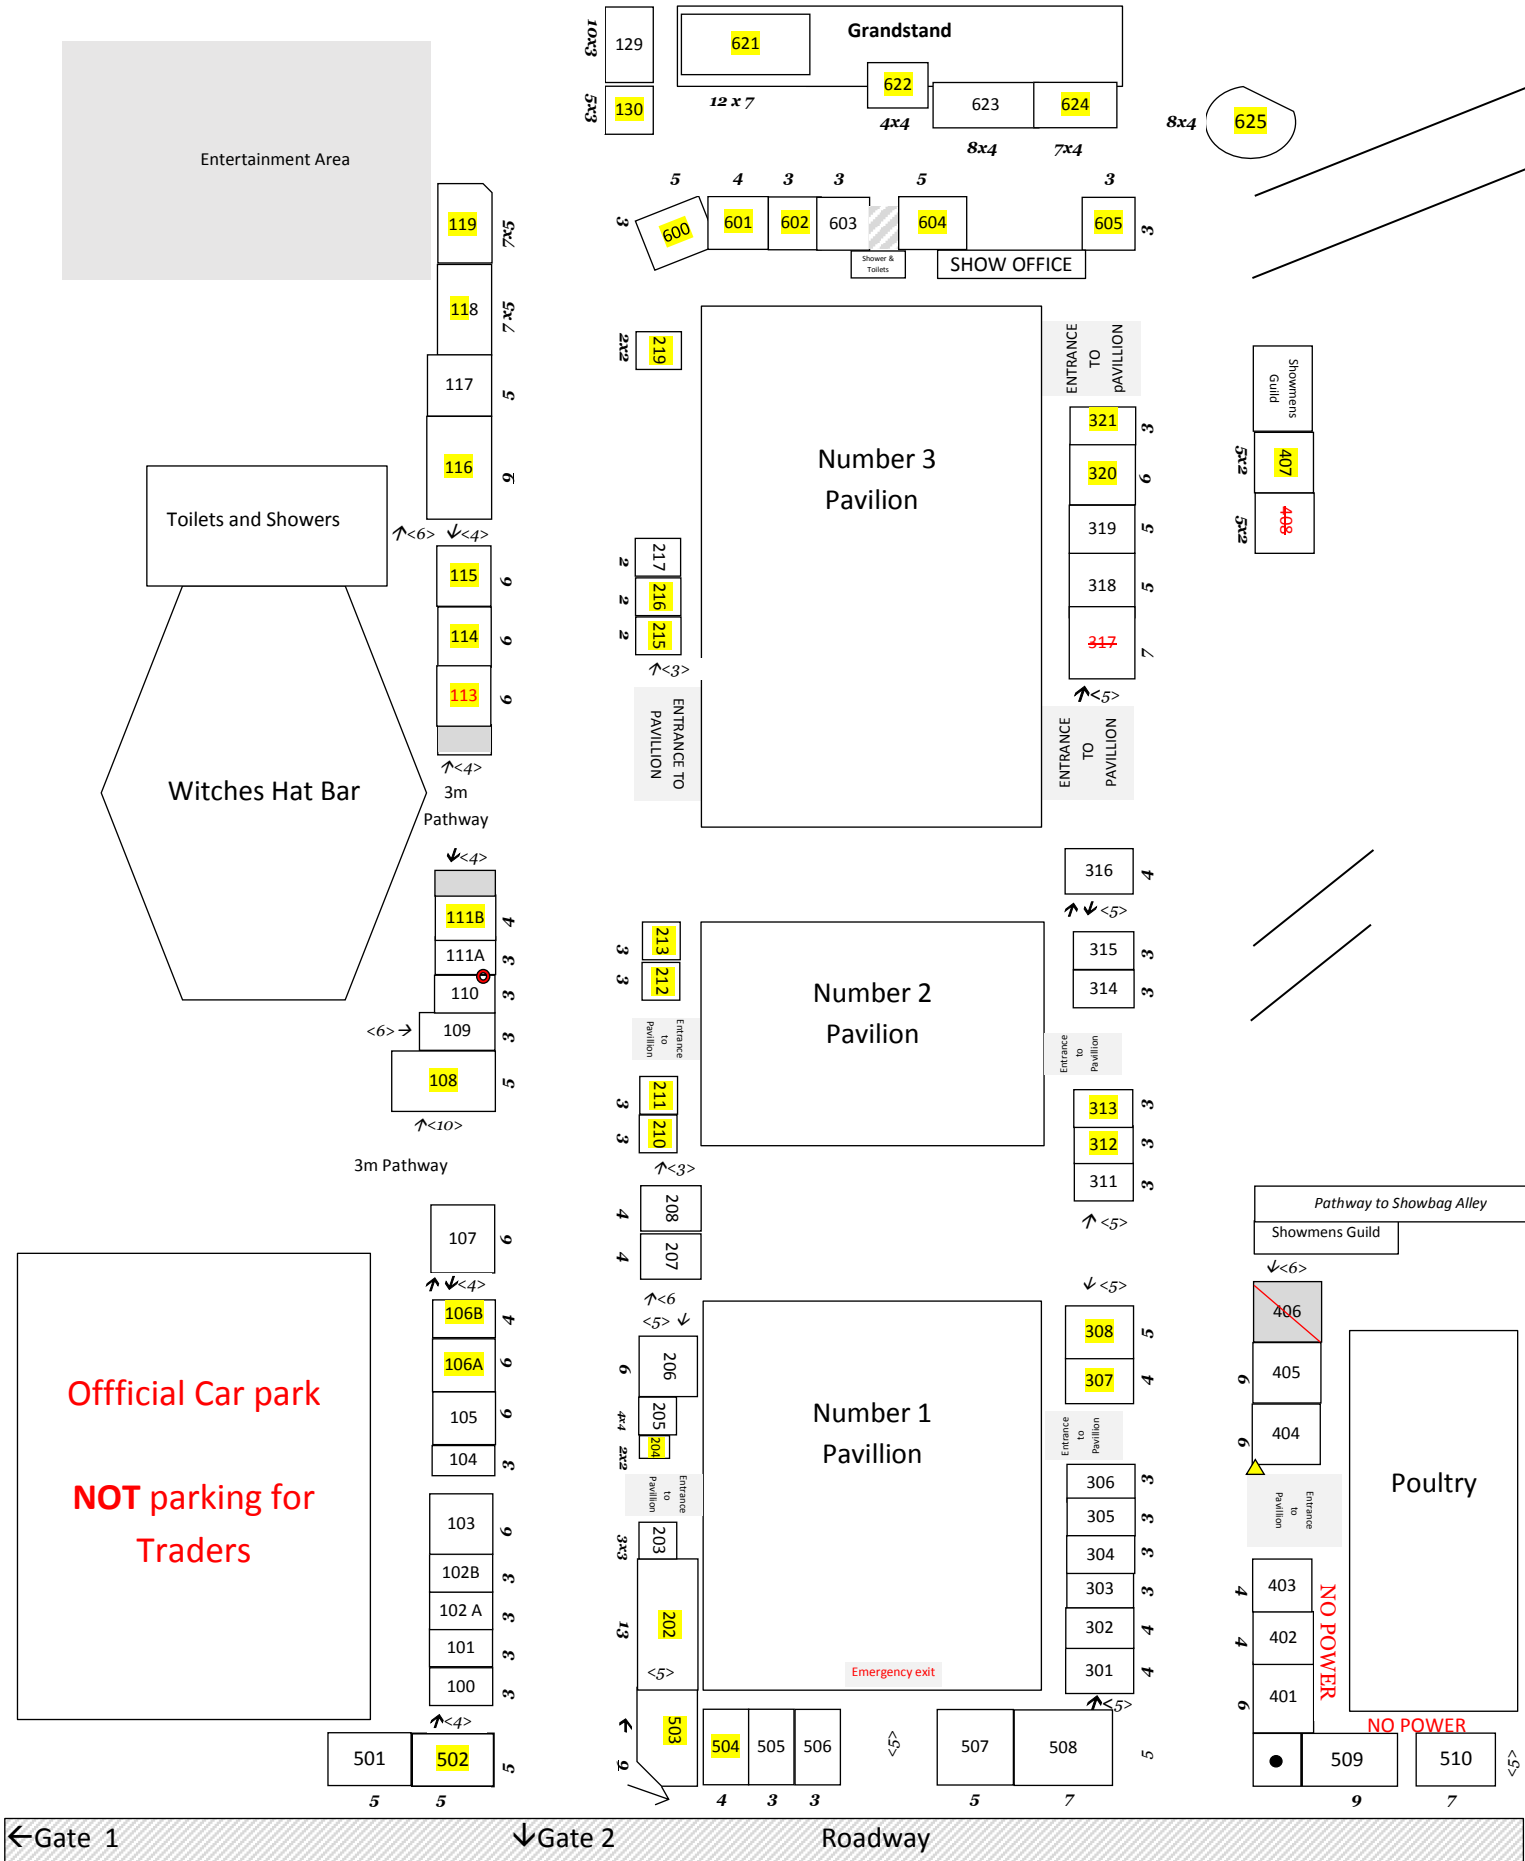 10x3
129
621
Grandstand
5x3
130
12 x 7
622
4x4
623
624
8x4
7x4
8x4
625
Entertainment Area
5
4
3
3
5
3
3
600
601
602
603
604
605
3
Shower &
Toilets
SHOW OFFICE
119
7x5
118
7x5
117
5
116
9
2x2
219
ENTRANCE
TO
pAVILLION
Showmens
Guild
321
3
320
6
319
5
318
5
317
7
↑<5>
5x2
407
5x2
408
Number 3
Pavilion
Toilets and Showers
↑<6>
↓<4>
115
6
114
6
113
6
↑<4>
3m
Pathway
2
217
2
216
2
215
↑<3>
ENTRANCE TO
PAVILLION
ENTRANCE
TO
PAVILLION
Witches Hat Bar
↓<4>
111B
4
111A
3
110
3
<6>→
109
3
108
5
↑<10>
3m Pathway
316
4
↑↓<5>
3
213
3
212
Entrance
to
Pavillion
3
211
3
210
↑<3>
Number 2
Pavilion
315
3
314
3
Entrance
to
Pavillion
313
3
312
3
311
3
↑<5>
4
208
4
207
↑<6
<5>↓
Pathway to Showbag Alley
Showmens Guild
↓<6>
107
6
↑↓<4>
106B
4
106A
6
105
6
104
3
103
6
102B
3
102 A
3
101
3
100
3
↑<4>
Offficial Car park
NOT parking for
Traders
6
206
4x4
205
2x2
204
Entrance
to
Pavillion
3x3
203
13
202
<5>
Number 1
Pavillion
Emergency exit
↓<5>
308
5
307
4
Entrance
to
Pavillion
306
3
305
3
304
3
303
3
302
4
301
4
↑<5>
406
6
405
6
404
Entrance
to
Pavillion
4
403
4
402
6
401
NO POWER
Poultry
NO POWER
501
502
5
5
5
9
503
504
505
506
4
3
3
<5>
507
508
5
5
7
509
510
<5>
9
7
←Gate 1
↓Gate 2
Roadway